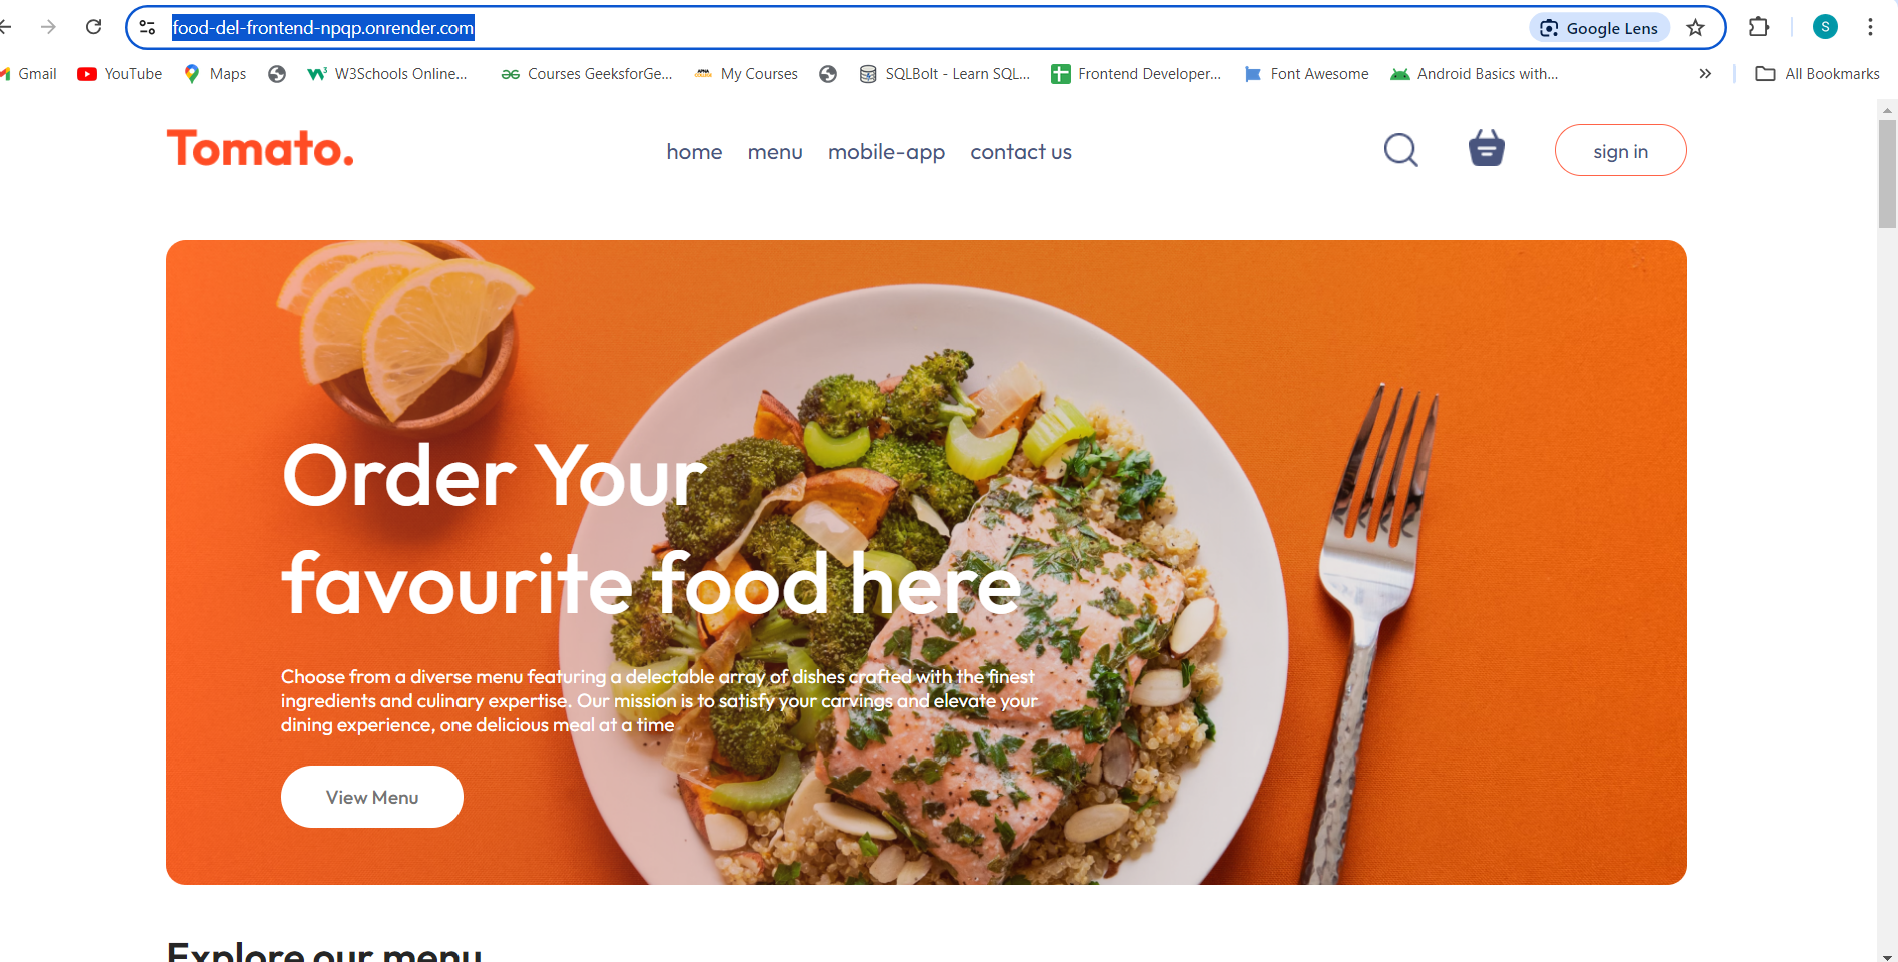 food-del-frontend-npqp.onrender.com
Google Lens
S
Gmail
YouTube
Maps
W3Schools Online...
Courses GeeksforGe...
My Courses
SQLBolt - Learn SQL...
Frontend Developer...
Font Awesome
Android Basics with...
All Bookmarks
Tomato.
home
menu
mobile-app
contact us
sign in
Order Your
favourite food here
Choose from a diverse menu featuring a delectable array of dishes crafted with the finest
ingredients and culinary expertise. Our mission is to satisfy your carvings and elevate your
dining experience, one delicious meal at a time
View Menu
Explore our menu